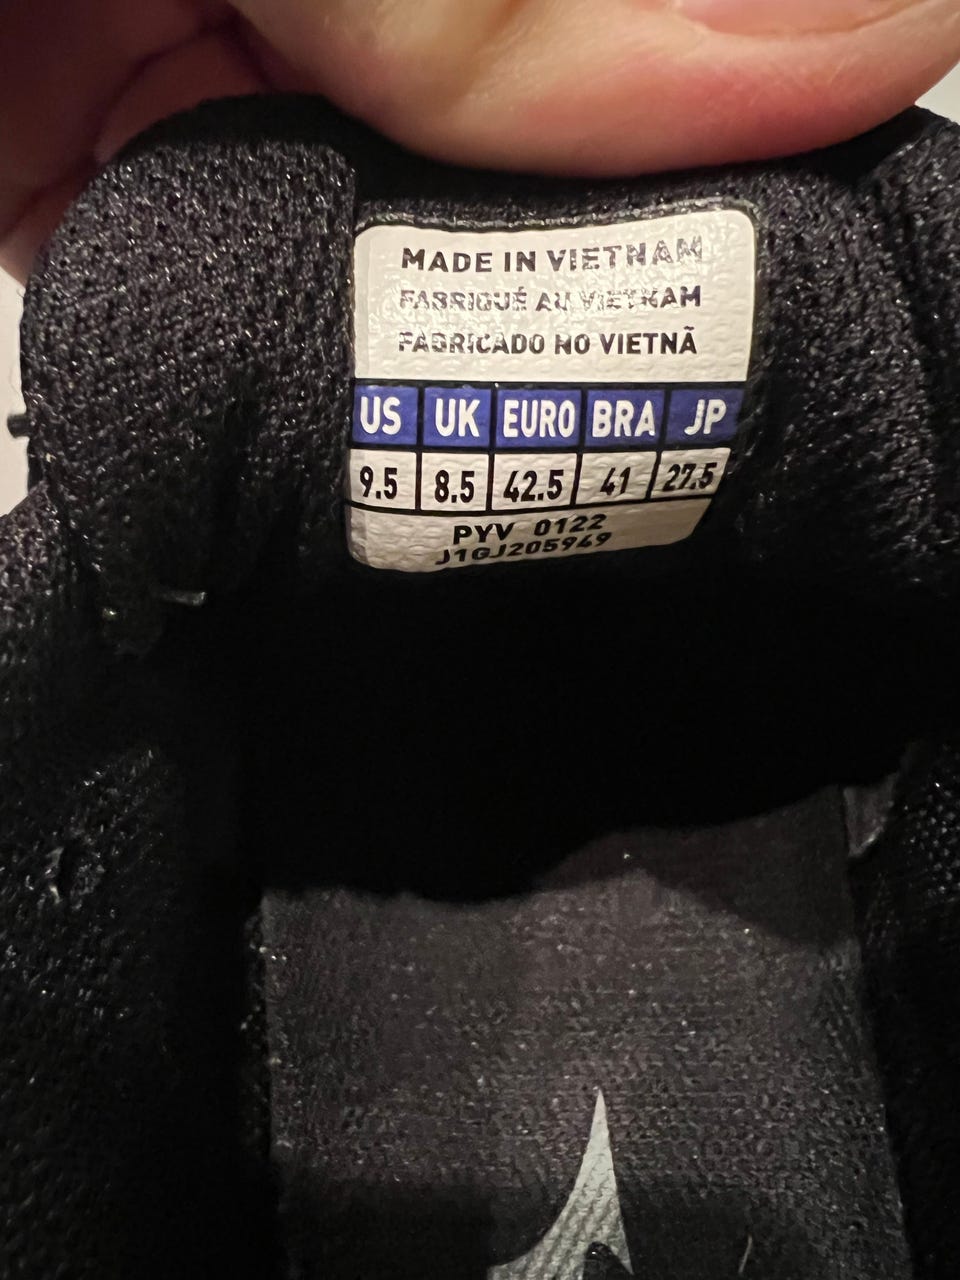 MADE IN VIETNAM
FABRIQUÉ AU VIETNAM
FABRICADO NO VIETNÃ
US UK EURO BRA JP
9.5 8.5 42.5 41 27.5
PYV 0122
J1GJ205949